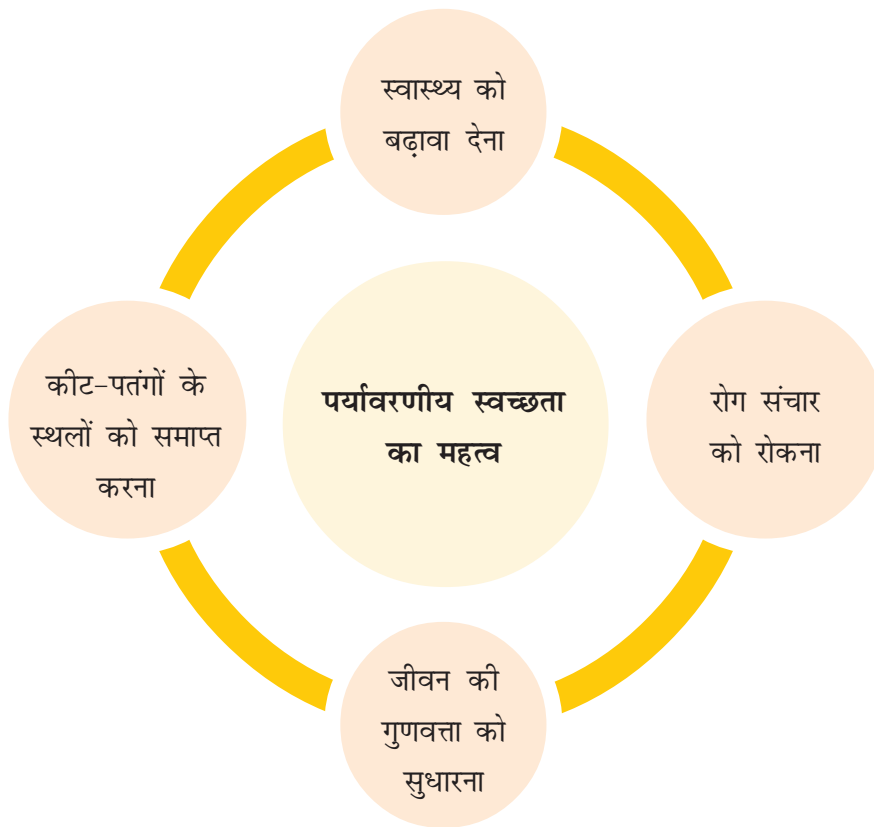 स्वास्थ्य को
बढ़ावा देना
कीट-पतंगों के
स्थलों को समाप्त
करना
पर्यावरणीय स्वच्छता
का महत्व
रोग संचार
को रोकना
जीवन की
गुणवत्ता को
सुधारना